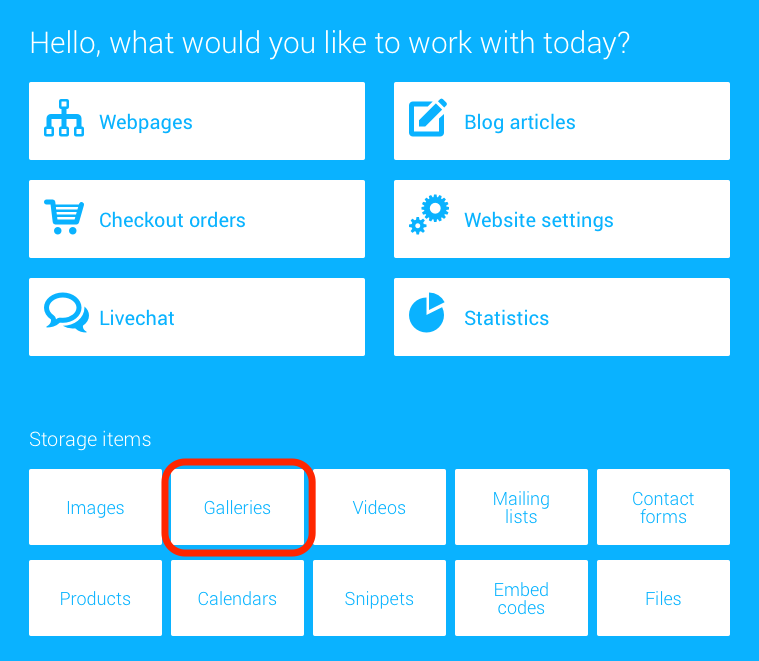 Hello, what would you like to work with today?
Webpages
Blog articles
Checkout orders
Website settings
Livechat
Statistics
Storage items
Images
Galleries
Videos
Mailing
lists
Contact
forms
Products
Calendars
Snippets
Embed
codes
Files